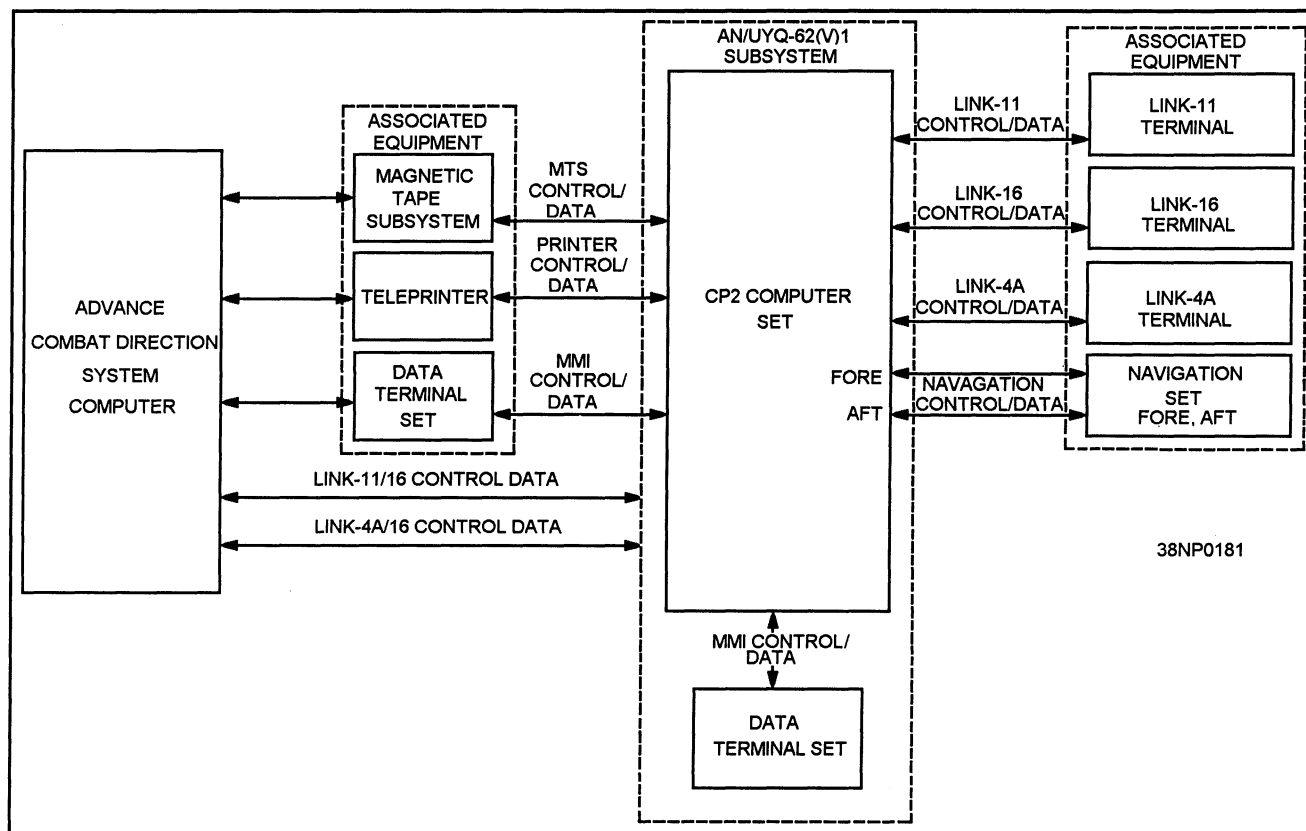 AN/UYQ-62(V)1
SUBSYSTEM
ASSOCIATED
EQUIPMENT
ADVANCE
COMBAT DIRECTION
SYSTEM
COMPUTER
ASSOCIATED
EQUIPMENT
MAGNETIC
TAPE
SUBSYSTEM
TELEPRINTER
DATA
TERMINAL
SET
MTS
CONTROL/
DATA
PRINTER
CONTROL/
DATA
MMI
CONTROL/
DATA
LINK-11/16 CONTROL DATA
LINK-4A/16 CONTROL DATA
CP2 COMPUTER
SET
FORE
AFT
MMI CONTROL/
DATA
DATA
TERMINAL SET
LINK-11
CONTROL/DATA
LINK-16
CONTROL/DATA
LINK-4A
CONTROL/DATA
NAVAGATION
CONTROL/DATA
LINK-11
TERMINAL
LINK-16
TERMINAL
LINK-4A
TERMINAL
NAVIGATION
SET
FORE, AFT
38NP0181